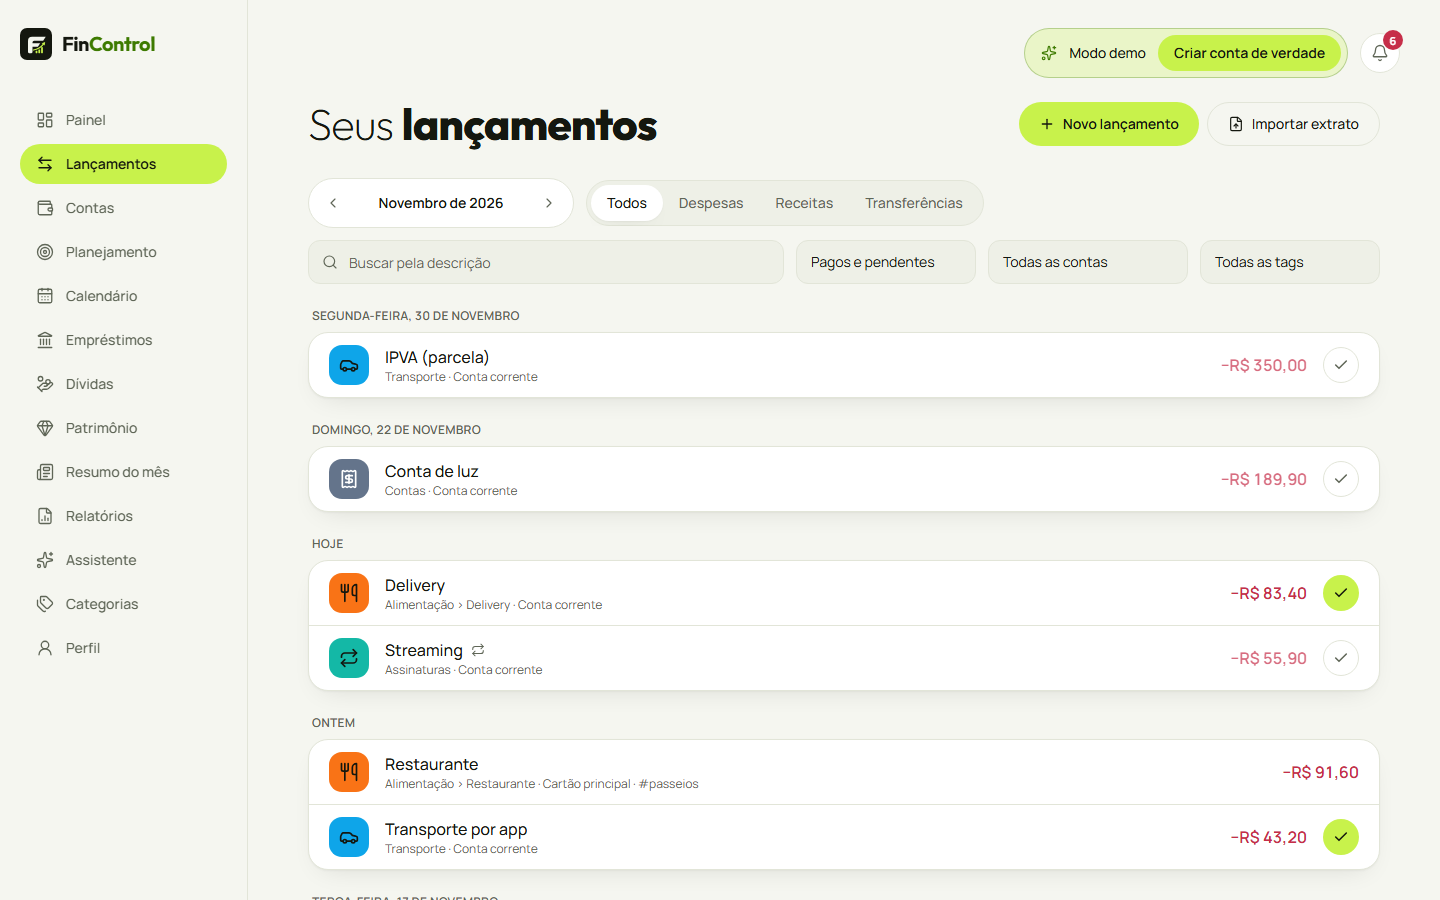 FinControl
Painel
Lançamentos
Contas
Planejamento
Calendário
Empréstimos
Dívidas
Patrimônio
Resumo do mês
Relatórios
Assistente
Categorias
Perfil
Modo demo
Criar conta de verdade
6
Seus lançamentos
Novo lançamento
Importar extrato
Novembro de 2026
Todos
Despesas
Receitas
Transferências
Buscar pela descrição
Pagos e pendentes
Todas as contas
Todas as tags
SEGUNDA-FEIRA, 30 DE NOVEMBRO
IPVA (parcela)
Transporte · Conta corrente
−R$ 350,00
DOMINGO, 22 DE NOVEMBRO
Conta de luz
Contas · Conta corrente
−R$ 189,90
HOJE
Delivery
Alimentação > Delivery · Conta corrente
−R$ 83,40
Streaming
Assinaturas · Conta corrente
−R$ 55,90
ONTEM
Restaurante
Alimentação > Restaurante · Cartão principal · #passeios
−R$ 91,60
Transporte por app
Transporte · Conta corrente
−R$ 43,20
TERÇA-FEIRA, 17 DE NOVEMBRO